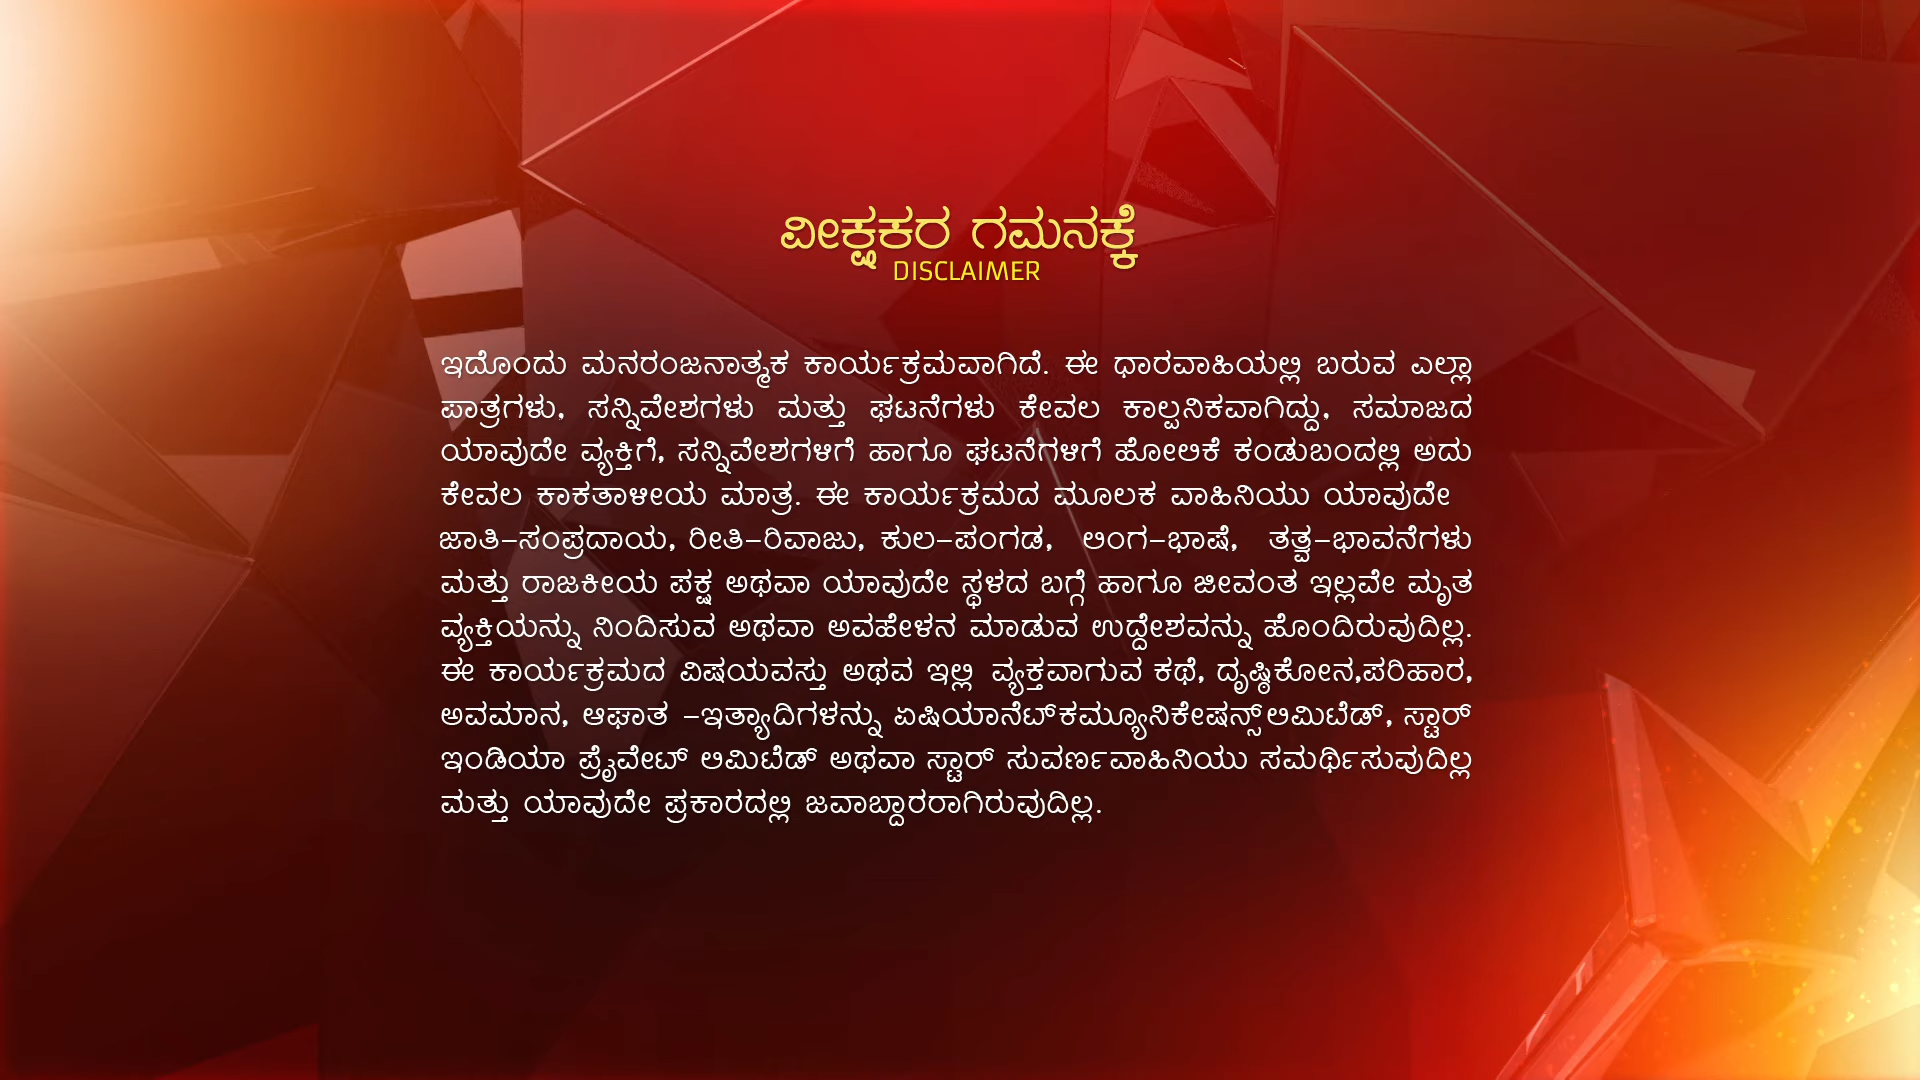 ವೀಕ್ಷಕರ ಗಮನಕ್ಕೆ
DISCLAIMER
ಇದೊಂದು ಮನರಂಜನಾತ್ಮಕ ಕಾರ್ಯಕ್ರಮವಾಗಿದೆ. ಈ ಧಾರವಾಹಿಯಲ್ಲಿ ಬರುವ ಎಲ್ಲಾ
ಪಾತ್ರಗಳು, ಸನ್ನಿವೇಶಗಳು ಮತ್ತು ಘಟನೆಗಳು ಕೇವಲ ಕಾಲ್ಪನಿಕವಾಗಿದ್ದು, ಸಮಾಜದ
ಯಾವುದೇ ವ್ಯಕ್ತಿಗೆ, ಸನ್ನಿವೇಶಗಳಿಗೆ ಹಾಗೂ ಘಟನೆಗಳಿಗೆ ಹೋಲಿಕೆ ಕಂಡುಬಂದಲ್ಲಿ ಅದು
ಕೇವಲ ಕಾಕತಾಳೀಯ ಮಾತ್ರ. ಈ ಕಾರ್ಯಕ್ರಮದ ಮೂಲಕ ವಾಹಿನಿಯು ಯಾವುದೇ
ಜಾತಿ-ಸಂಪ್ರದಾಯ, ರೀತಿ-ರಿವಾಜು, ಕುಲ-ಪಂಗಡ, ಲಿಂಗ-ಭಾಷೆ, ತತ್ವ-ಭಾವನೆಗಳು
ಮತ್ತು ರಾಜಕೀಯ ಪಕ್ಷ ಅಥವಾ ಯಾವುದೇ ಸ್ಥಳದ ಬಗ್ಗೆ ಹಾಗೂ ಜೀವಂತ ಇಲ್ಲವೇ ಮೃತ
ವ್ಯಕ್ತಿಯನ್ನು ನಿಂದಿಸುವ ಅಥವಾ ಅವಹೇಳನ ಮಾಡುವ ಉದ್ದೇಶವನ್ನು ಹೊಂದಿರುವುದಿಲ್ಲ.
ಈ ಕಾರ್ಯಕ್ರಮದ ವಿಷಯವಸ್ತು ಅಥವ ಇಲ್ಲಿ ವ್ಯಕ್ತವಾಗುವ ಕಥೆ, ದೃಷ್ಠಿಕೋನ,ಪರಿಹಾರ,
ಅವಮಾನ, ಆಘಾತ -ಇತ್ಯಾದಿಗಳನ್ನು ಏಷಿಯಾನೆಟ್‌ಕಮ್ಯೂನಿಕೇಷನ್ಸ್‌ಲಿಮಿಟೆಡ್, ಸ್ಟಾರ್
ಇಂಡಿಯಾ ಪ್ರೈವೇಟ್ ಲಿಮಿಟೆಡ್ ಅಥವಾ ಸ್ಟಾರ್ ಸುವರ್ಣವಾಹಿನಿಯು ಸಮರ್ಥಿಸುವುದಿಲ್ಲ
ಮತ್ತು ಯಾವುದೇ ಪ್ರಕಾರದಲ್ಲಿ ಜವಾಬ್ದಾರರಾಗಿರುವುದಿಲ್ಲ.